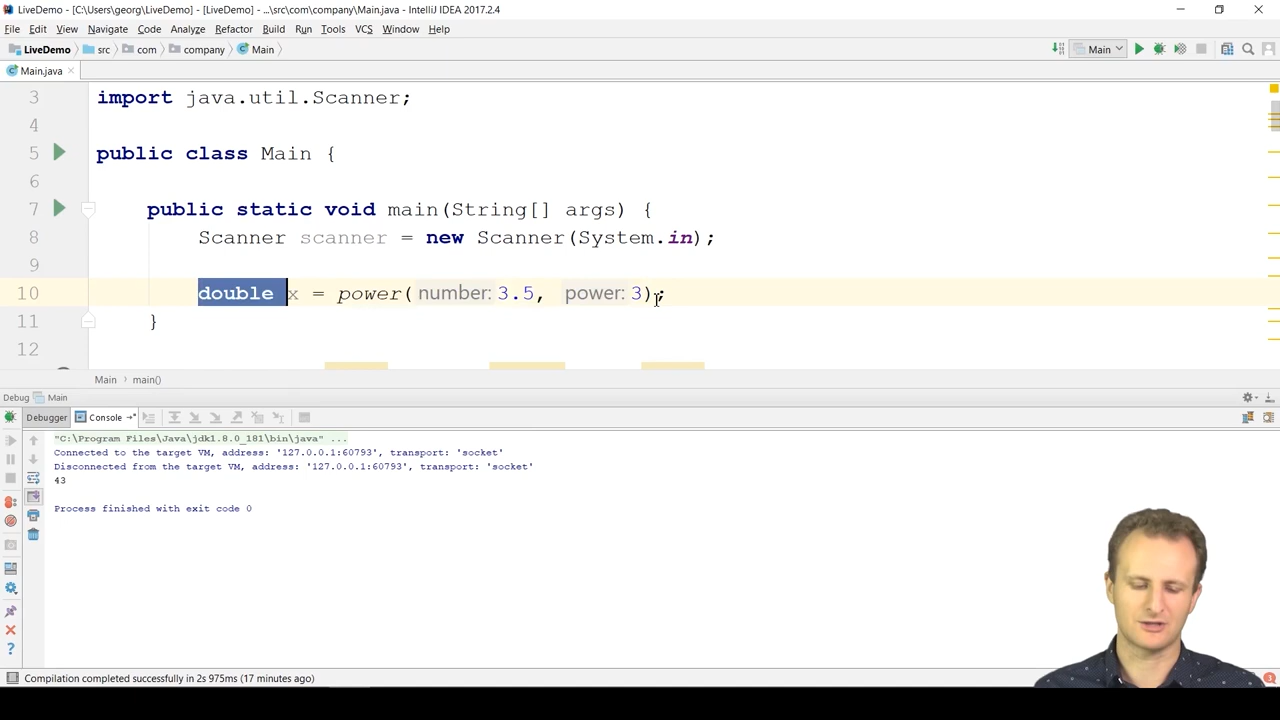 LiveDemo - [C:\Users\georg\LiveDemo] - [LiveDemo] - ...\src\com\company\Main.java - IntelliJ IDEA 2017.2.4
File Edit View Navigate Code Analyze Refactor Build Run Tools VCS Window Help
LiveDemo src com company Main
Main
Main.java
3 import java.util.Scanner;
4
5 public class Main {
6
7 public static void main(String[] args) {
8 Scanner scanner = new Scanner(System.in);
9
10 double x = power( number: 3.5, power: 3);
11 }
12
Main main()
Debug Main
Debugger Console
"C:\Program Files\Java\jdk1.8.0_181\bin\java" ...
Connected to the target VM, address: '127.0.0.1:60793', transport: 'socket'
Disconnected from the target VM, address: '127.0.0.1:60793', transport: 'socket'
43
Process finished with exit code 0
?
Compilation completed successfully in 2s 975ms (17 minutes ago)
3